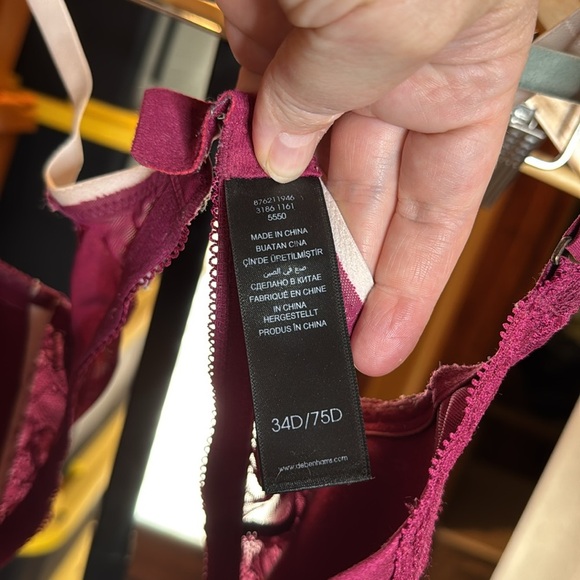 876211946
3186 1161
5550
MADE IN CHINA
BUATAN CINA
ÇİN'DE ÜRETİLMİŞTİR
صنع في الصين
СДЕЛАНО В КИТАЕ
FABRIQUÉ EN CHINE
IN CHINA
HERGESTELLT
PRODUS ÎN CHINA
34D/75D
www.debenhams.com